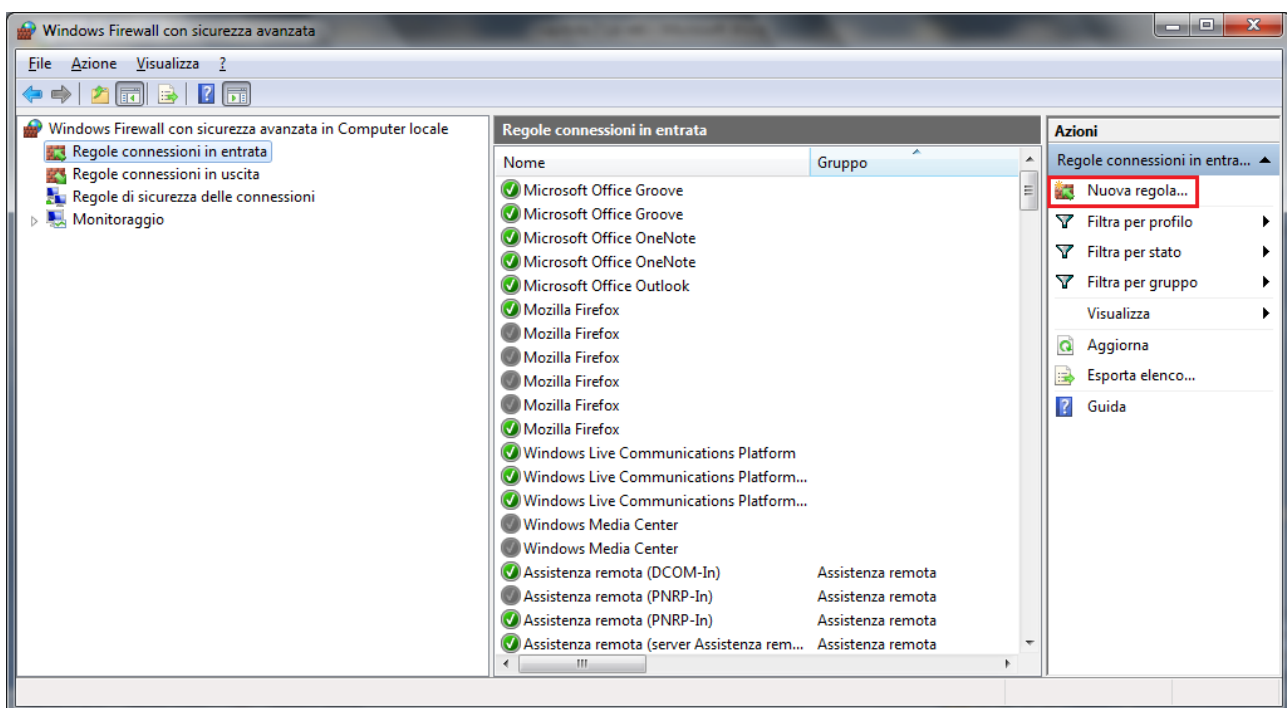 Windows Firewall con sicurezza avanzata
File Azione Visualizza ?
Windows Firewall con sicurezza avanzata in Computer locale
Regole connessioni in entrata
Regole connessioni in uscita
Regole di sicurezza delle connessioni
Monitoraggio
Regole connessioni in entrata
Nome Gruppo
Microsoft Office Groove
Microsoft Office Groove
Microsoft Office OneNote
Microsoft Office OneNote
Microsoft Office Outlook
Mozilla Firefox
Mozilla Firefox
Mozilla Firefox
Mozilla Firefox
Mozilla Firefox
Mozilla Firefox
Windows Live Communications Platform
Windows Live Communications Platform...
Windows Live Communications Platform...
Windows Media Center
Windows Media Center
Assistenza remota (DCOM-In) Assistenza remota
Assistenza remota (PNRP-In) Assistenza remota
Assistenza remota (PNRP-In) Assistenza remota
Assistenza remota (server Assistenza rem... Assistenza remota
Azioni
Regole connessioni in entra...
Nuova regola...
Filtra per profilo
Filtra per stato
Filtra per gruppo
Visualizza
Aggiorna
Esporta elenco...
Guida